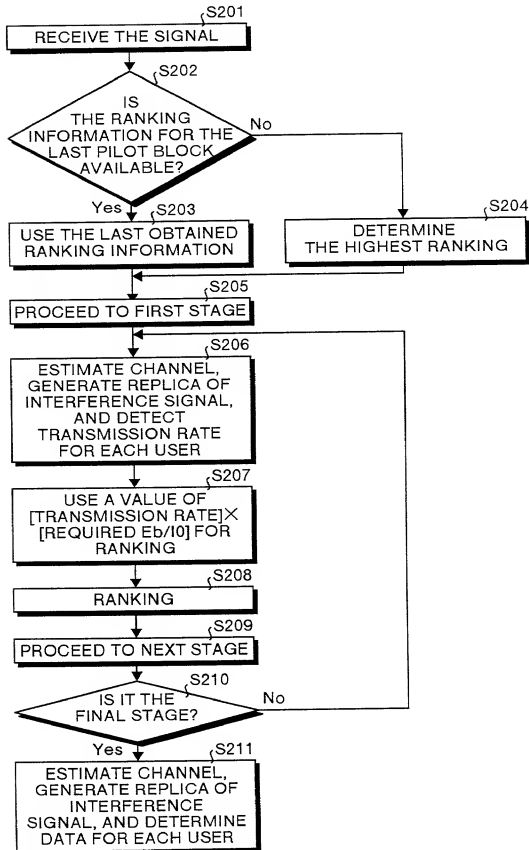 S201
RECEIVE THE SIGNAL
S202
IS
THE RANKING
INFORMATION FOR THE
LAST PILOT BLOCK
AVAILABLE?
No
Yes
S203
USE THE LAST OBTAINED
RANKING INFORMATION
S204
DETERMINE
THE HIGHEST RANKING
S205
PROCEED TO FIRST STAGE
S206
ESTIMATE CHANNEL,
GENERATE REPLICA OF
INTERFERENCE SIGNAL,
AND DETECT
TRANSMISSION RATE
FOR EACH USER
S207
USE A VALUE OF
[TRANSMISSION RATE]×
[REQUIRED Eb/I0] FOR
RANKING
S208
RANKING
S209
PROCEED TO NEXT STAGE
S210
IS IT THE
FINAL STAGE?
No
Yes
S211
ESTIMATE CHANNEL,
GENERATE REPLICA OF
INTERFERENCE
SIGNAL, AND DETERMINE
DATA FOR EACH USER